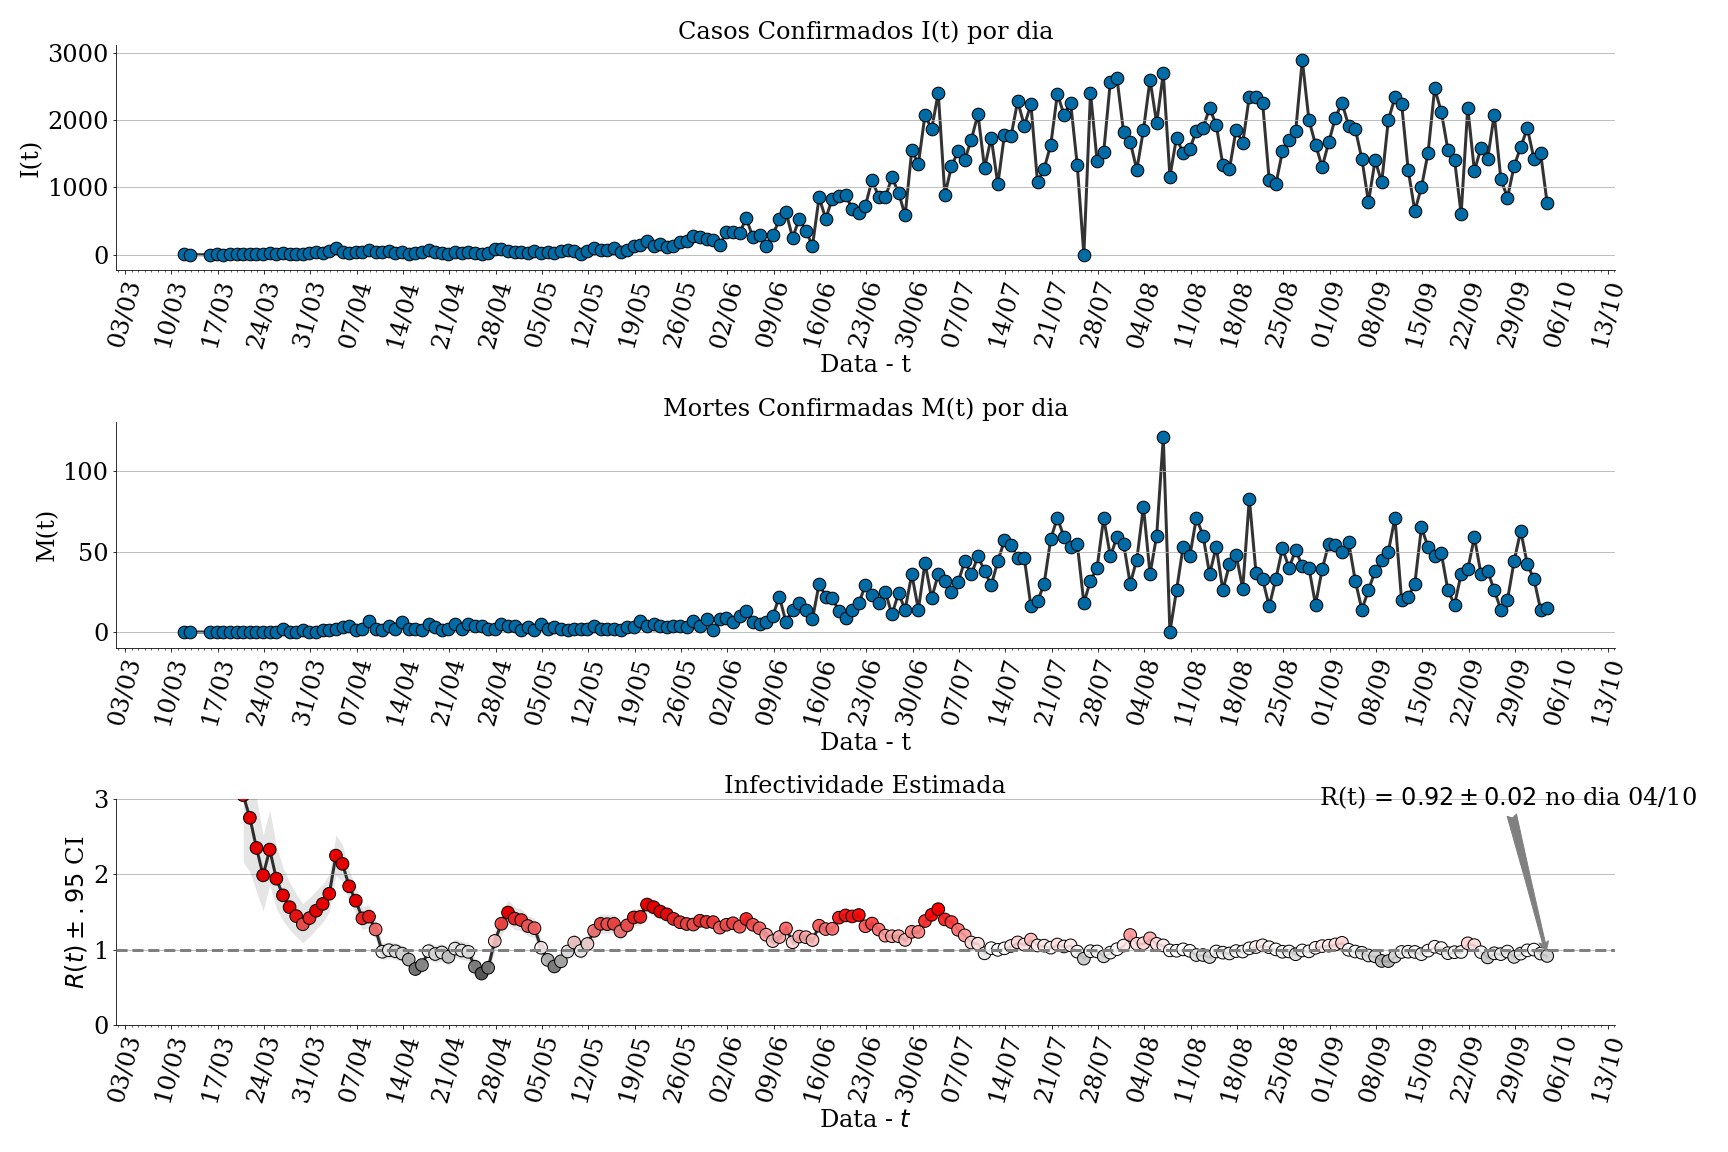 Casos Confirmados I(t) por dia
3000
2000
1000
0
I(t)
03/03 10/03 17/03 24/03 31/03 07/04 14/04 21/04 28/04 05/05 12/05 19/05 26/05 02/06 09/06 16/06 23/06 30/06 07/07 14/07 21/07 28/07 04/08 11/08 18/08 25/08 01/09 08/09 15/09 22/09 29/09 06/10 13/10
Data - t
Mortes Confirmadas M(t) por dia
100
50
0
M(t)
03/03 10/03 17/03 24/03 31/03 07/04 14/04 21/04 28/04 05/05 12/05 19/05 26/05 02/06 09/06 16/06 23/06 30/06 07/07 14/07 21/07 28/07 04/08 11/08 18/08 25/08 01/09 08/09 15/09 22/09 29/09 06/10 13/10
Data - t
Infectividade Estimada
R(t) = 0.92 ± 0.02 no dia 04/10
3
2
1
0
R(t) ± .95 CI
03/03 10/03 17/03 24/03 31/03 07/04 14/04 21/04 28/04 05/05 12/05 19/05 26/05 02/06 09/06 16/06 23/06 30/06 07/07 14/07 21/07 28/07 04/08 11/08 18/08 25/08 01/09 08/09 15/09 22/09 29/09 06/10 13/10
Data - t